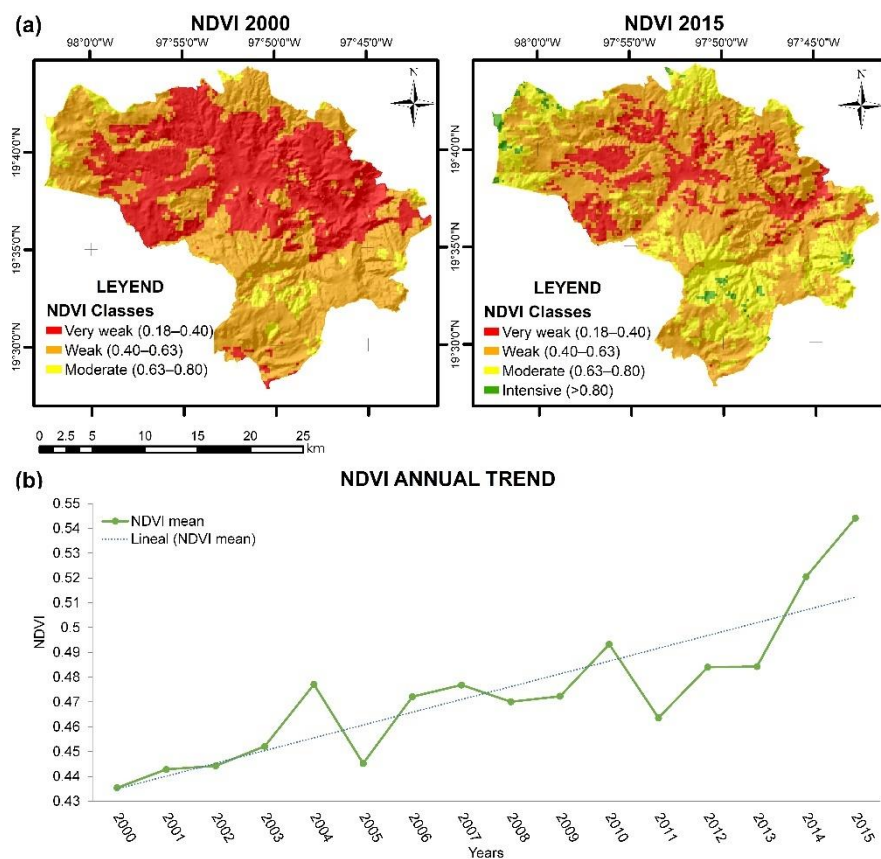 (a)
NDVI 2000
98°0'0"W 97°55'0"W 97°50'0"W 97°45'0"W
N
19°40'0"N
19°35'0"N
19°30'0"N
LEYEND
NDVI Classes
Very weak (0.18–0.40)
Weak (0.40–0.63)
Moderate (0.63–0.80)
0 2.5 5 10 15 20 25
km
NDVI 2015
98°0'0"W 97°55'0"W 97°50'0"W 97°45'0"W
N
19°40'0"N
19°35'0"N
19°30'0"N
LEYEND
NDVI Classes
Very weak (0.18–0.40)
Weak (0.40–0.63)
Moderate (0.63–0.80)
Intensive (>0.80)
(b)
NDVI ANNUAL TREND
NDVI mean
Lineal (NDVI mean)
NDVI
0.55
0.54
0.53
0.52
0.51
0.5
0.49
0.48
0.47
0.46
0.45
0.44
0.43
2000 2001 2002 2003 2004 2005 2006 2007 2008 2009 2010 2011 2012 2013 2014 2015
Years